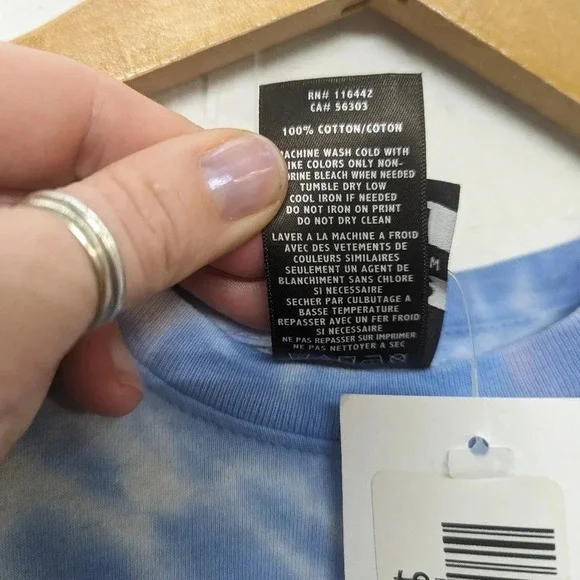 RN# 116442
CA# 56303
100% COTTON/COTON
MACHINE WASH COLD WITH
LIKE COLORS ONLY NON-
CHLORINE BLEACH WHEN NEEDED
TUMBLE DRY LOW
COOL IRON IF NEEDED
DO NOT IRON ON PRINT
DO NOT DRY CLEAN
LAVER A LA MACHINE A FROID
AVEC DES VETEMENTS DE
COULEURS SIMILAIRES
SEULEMENT UN AGENT DE
BLANCHIMENT SANS CHLORE
SI NECESSAIRE
SECHER PAR CULBUTAGE A
BASSE TEMPERATURE
REPASSER AVEC UN FER FROID
SI NECESSAIRE
NE PAS REPASSER SUR IMPRIMER
NE PAS NETTOYER A SEC
M